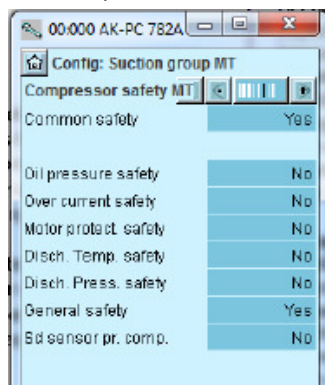 00:000 AK-PC 782A
Config: Suction group MT
Compressor safety MT
Common safety Yes
Oil pressure safety No
Over current safety No
Motor protect. safety No
Disch. Temp. safety No
Disch. Press. safety No
General safety Yes
Sd sensor pr. comp. No